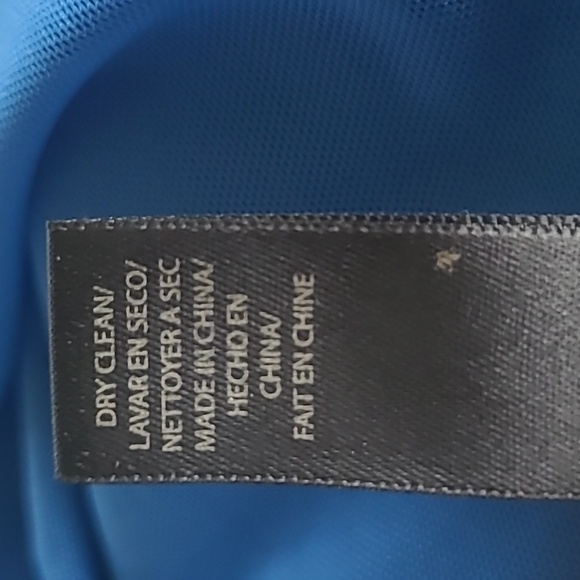 DRY CLEAN/
LAVAR EN SECO/
NETTOYER A SEC
MADE IN CHINA/
HECHO EN
CHINA/
FAIT EN CHINE